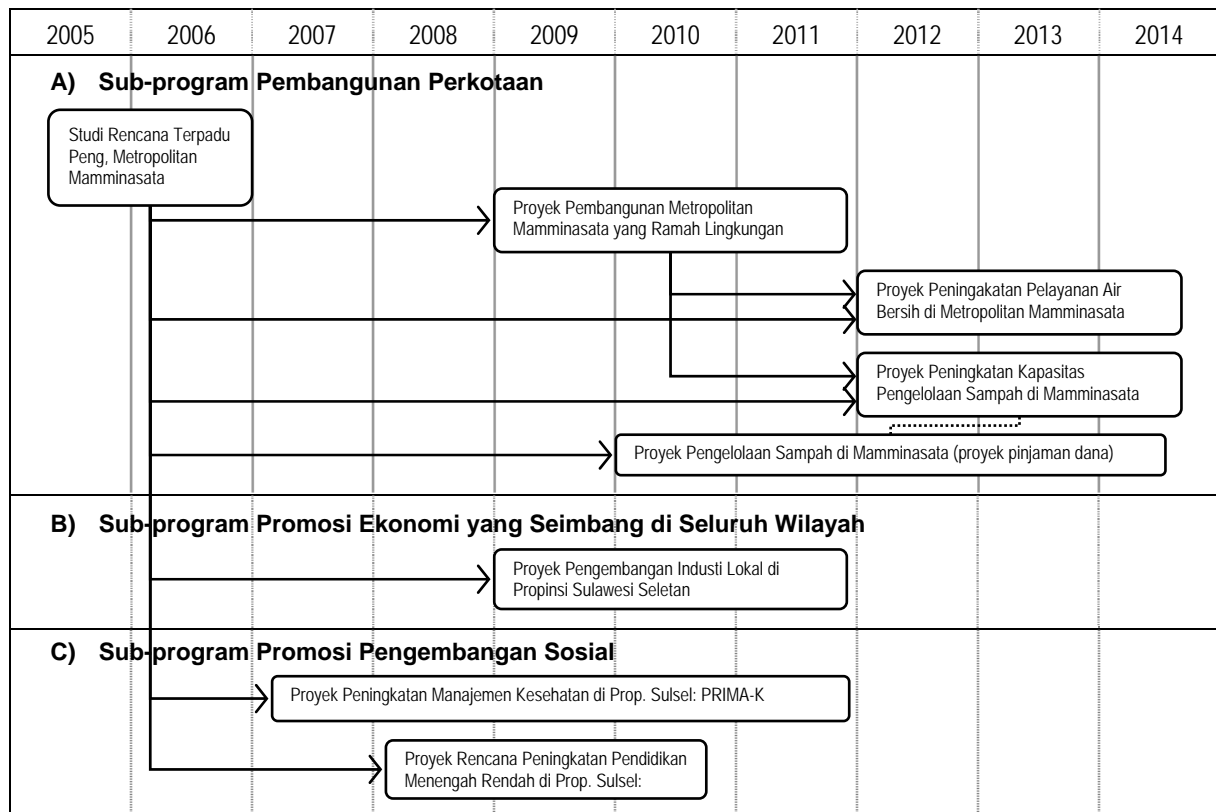 2005 2006 2007 2008 2009 2010 2011 2012 2013 2014
A) Sub-program Pembangunan Perkotaan
Studi Rencana Terpadu
Peng, Metropolitan
Mamminasata
Proyek Pembangunan Metropolitan
Mamminasata yang Ramah Lingkungan
Proyek Peningakatan Pelayanan Air
Bersih di Metropolitan Mamminasata
Proyek Peningkatan Kapasitas
Pengelolaan Sampah di Mamminasata
Proyek Pengelolaan Sampah di Mamminasata (proyek pinjaman dana)
B) Sub-program Promosi Ekonomi yang Seimbang di Seluruh Wilayah
Proyek Pengembangan Industi Lokal di
Propinsi Sulawesi Seletan
C) Sub-program Promosi Pengembangan Sosial
Proyek Peningkatan Manajemen Kesehatan di Prop. Sulsel: PRIMA-K
Proyek Rencana Peningkatan Pendidikan
Menengah Rendah di Prop. Sulsel: